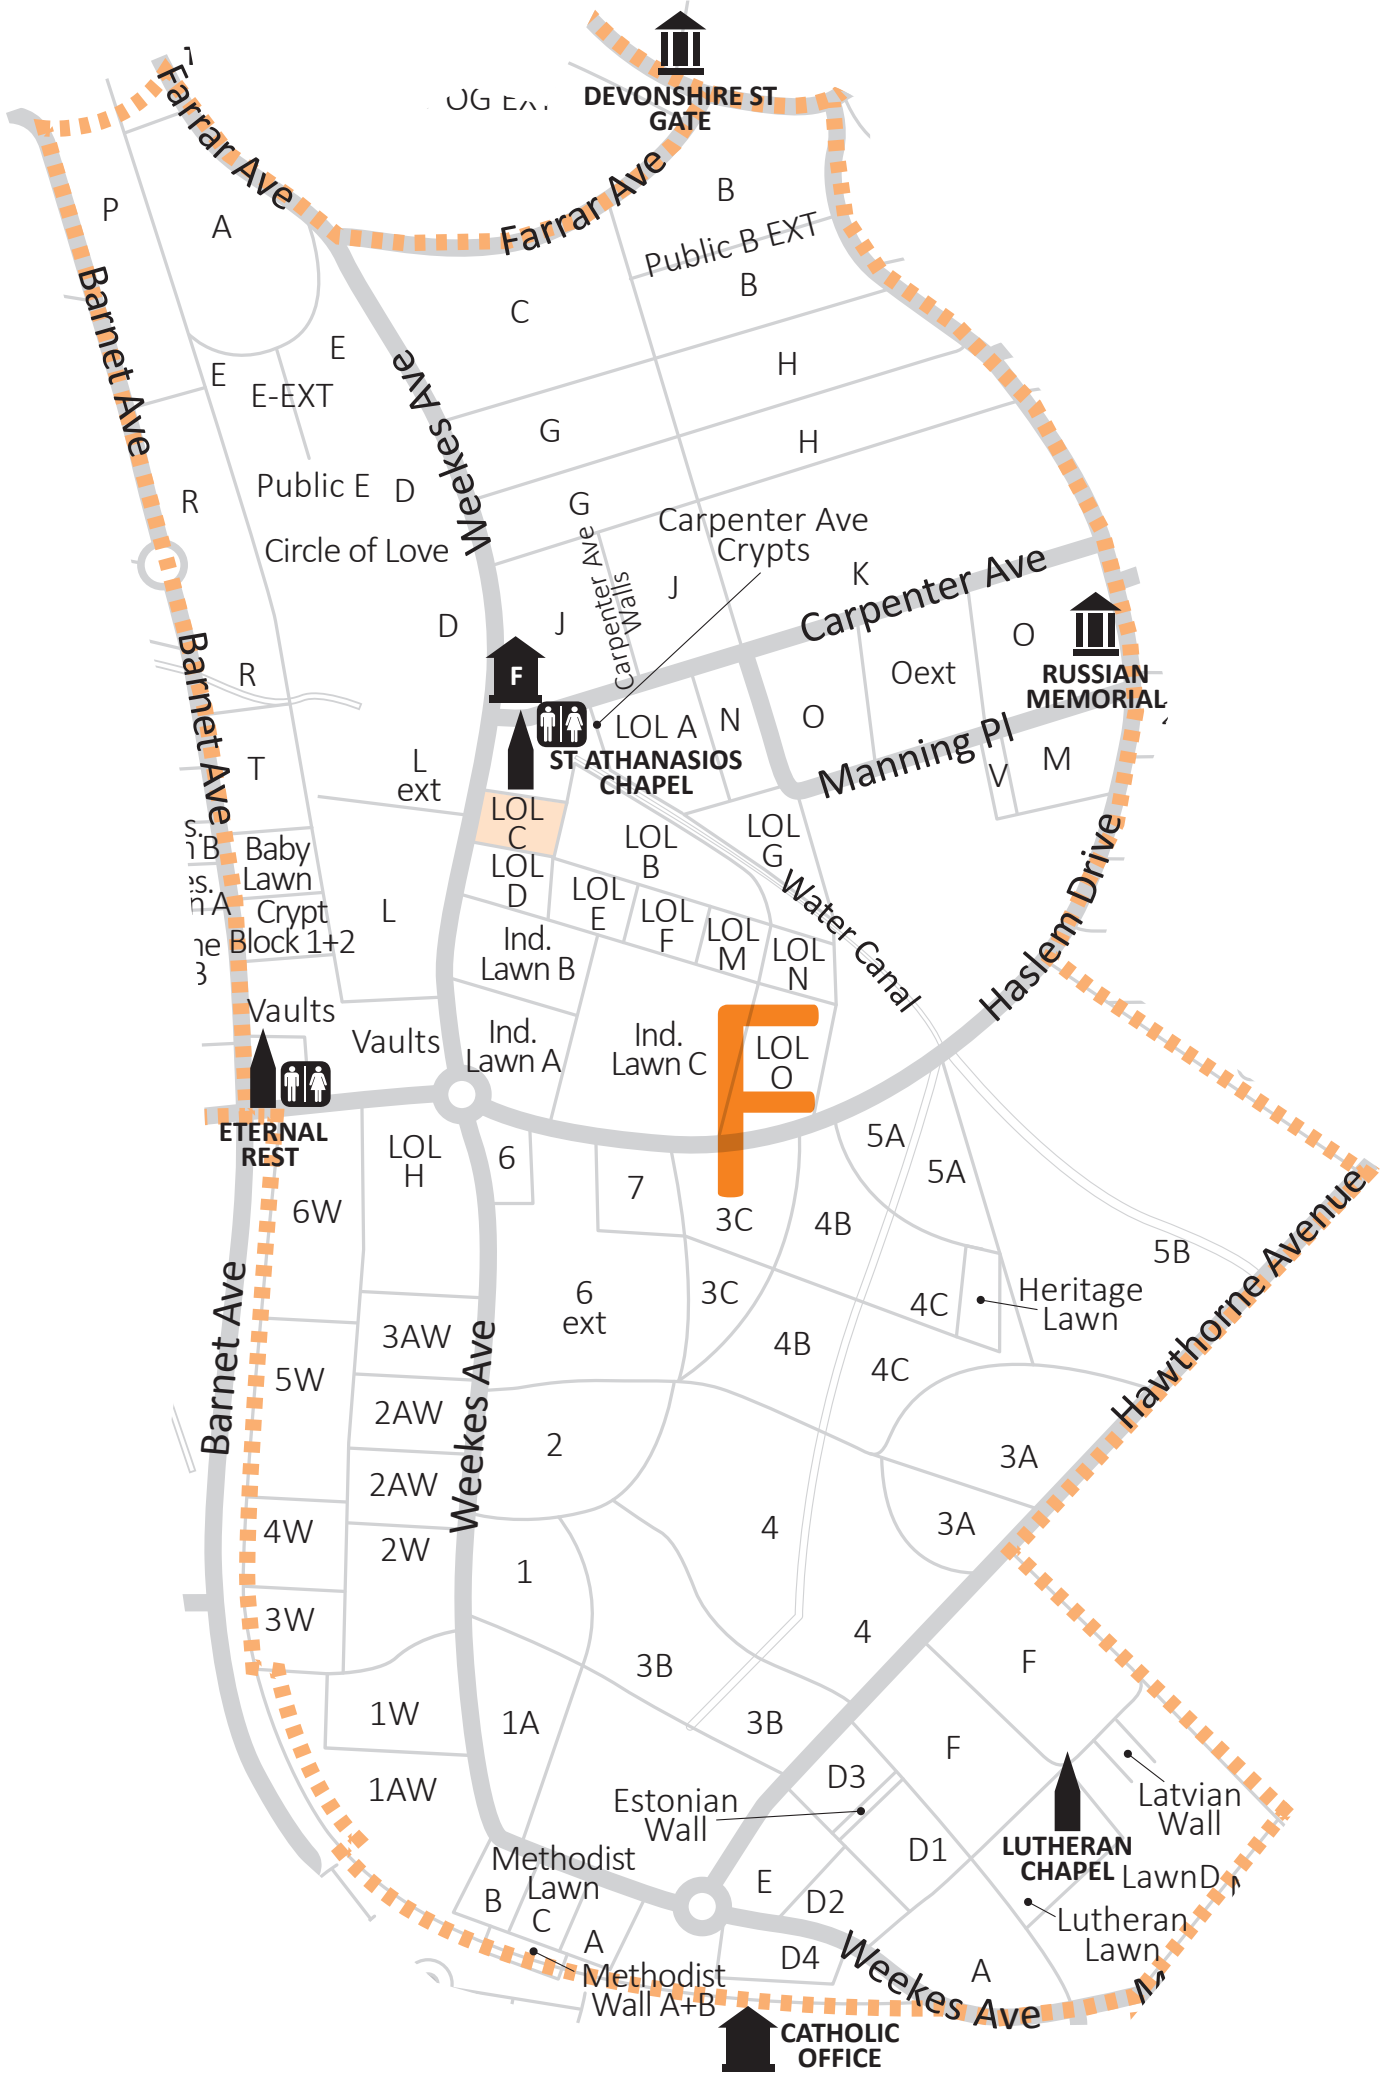 OG EXT
DEVONSHIRE ST
GATE
Farrar Ave
Farrar Ave
P
A
B
Public B EXT
B
Barnet Ave
C
E
E
E-EXT
Weekes Ave
H
G
H
R
Public E
D
G
Circle of Love
Carpenter Ave
Crypts
Carpenter Ave
Walls
J
K
Carpenter Ave
D
J
F
O
Oext
RUSSIAN
MEMORIAL
Barnet Ave
R
LOL A
N
O
Manning Pl
V
M
ST ATHANASIOS
CHAPEL
T
L
ext
LOL
C
LOL
B
LOL
G
Baby
Lawn
LOL
D
LOL
E
LOL
F
LOL
M
LOL
N
Water Canal
Haslem Drive
Crypt
Block 1+2
L
Ind.
Lawn B
Vaults
Vaults
Ind.
Lawn A
Ind.
Lawn C
LOL
O
F
ETERNAL
REST
LOL
H
6
7
5A
5A
6W
3C
4B
5B
Hawthorne Avenue
Barnet Ave
6
ext
3C
4C
Heritage
Lawn
3AW
4B
5W
4C
Weekes Ave
2AW
2
3A
2AW
4W
2W
4
3A
1
3W
4
3B
F
1W
1A
3B
F
1AW
D3
Estonian
Wall
Latvian
Wall
D1
LUTHERAN
CHAPEL
LawnD
Methodist
Lawn
B
C
A
E
D2
Lutheran
Lawn
D4
Weekes Ave
A
Methodist
Wall A+B
CATHOLIC
OFFICE